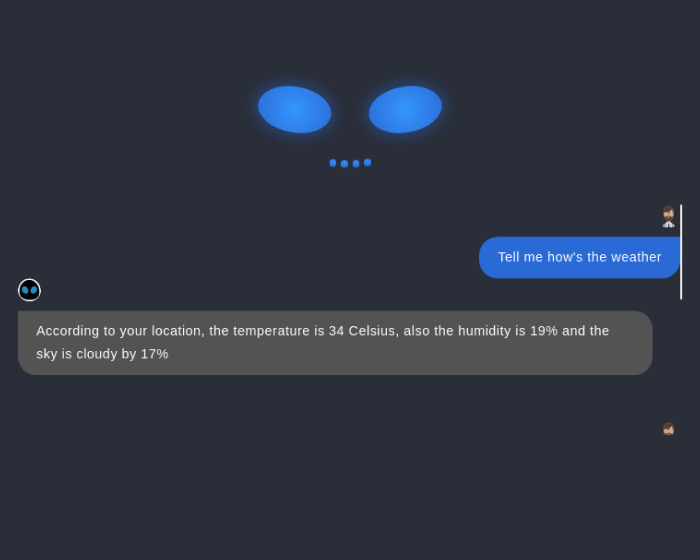 Tell me how's the weather
According to your location, the temperature is 34 Celsius, also the humidity is 19% and the
sky is cloudy by 17%